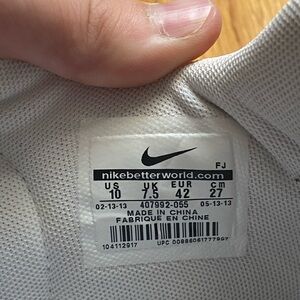 FJ
nikebetterworld.com
US UK EUR cm
10 7.5 42 27
02-13-13 407992-055 05-13-13
MADE IN CHINA
FABRIQUE EN CHINE
104112917 UPC